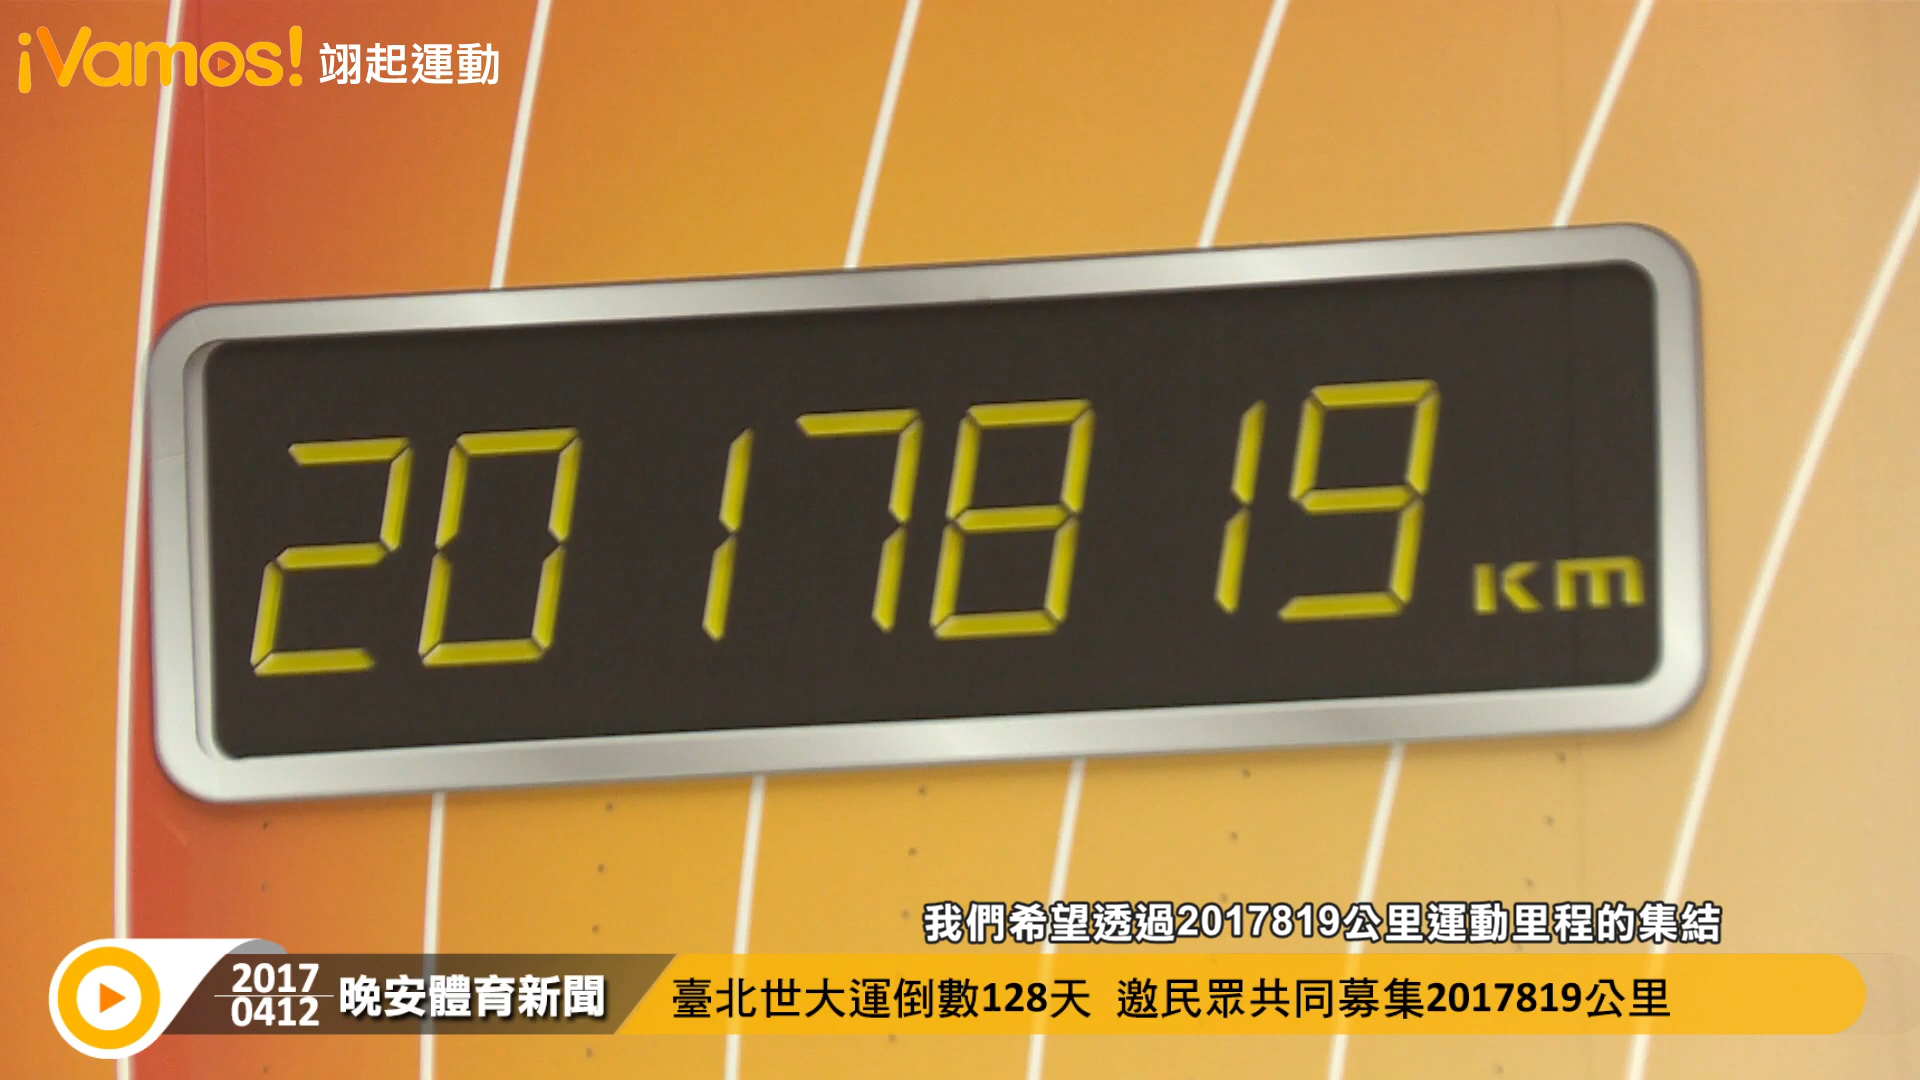 ¡Vamos! 翊起運動
2017819 KM
我們希望透過2017819公里運動里程的集結
2017
0412
晚安體育新聞
臺北世大運倒數128天 邀民眾共同募集2017819公里